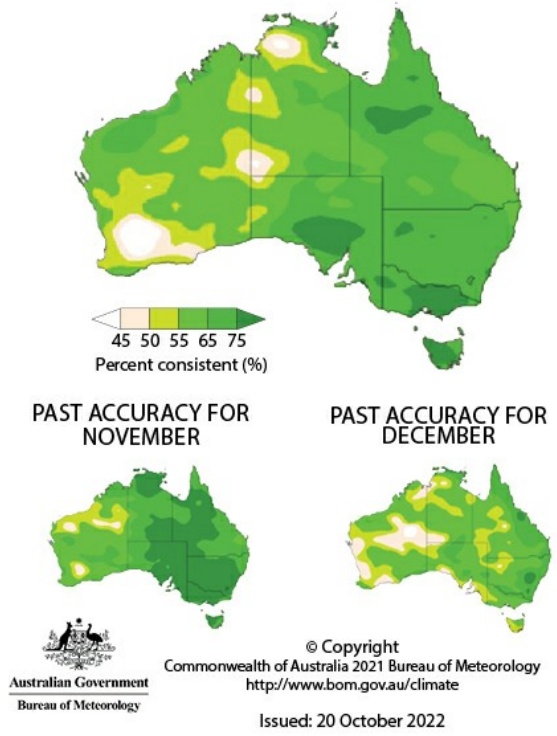 45 50 55 65 75
Percent consistent (%)
PAST ACCURACY FOR
NOVEMBER
PAST ACCURACY FOR
DECEMBER
Australian Government
Bureau of Meteorology
© Copyright
Commonwealth of Australia 2021 Bureau of Meteorology
http://www.bom.gov.au/climate
Issued: 20 October 2022